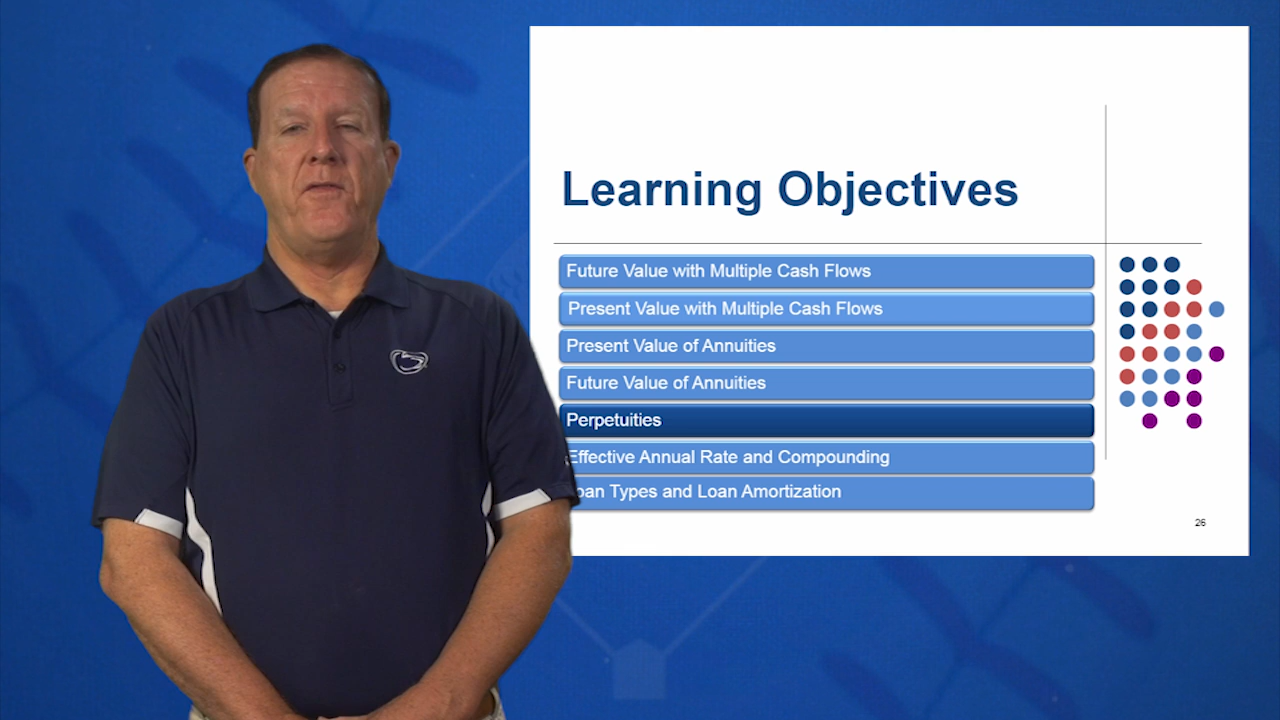 Learning Objectives
Future Value with Multiple Cash Flows
Present Value with Multiple Cash Flows
Present Value of Annuities
Future Value of Annuities
Perpetuities
Effective Annual Rate and Compounding
oan Types and Loan Amortization
26